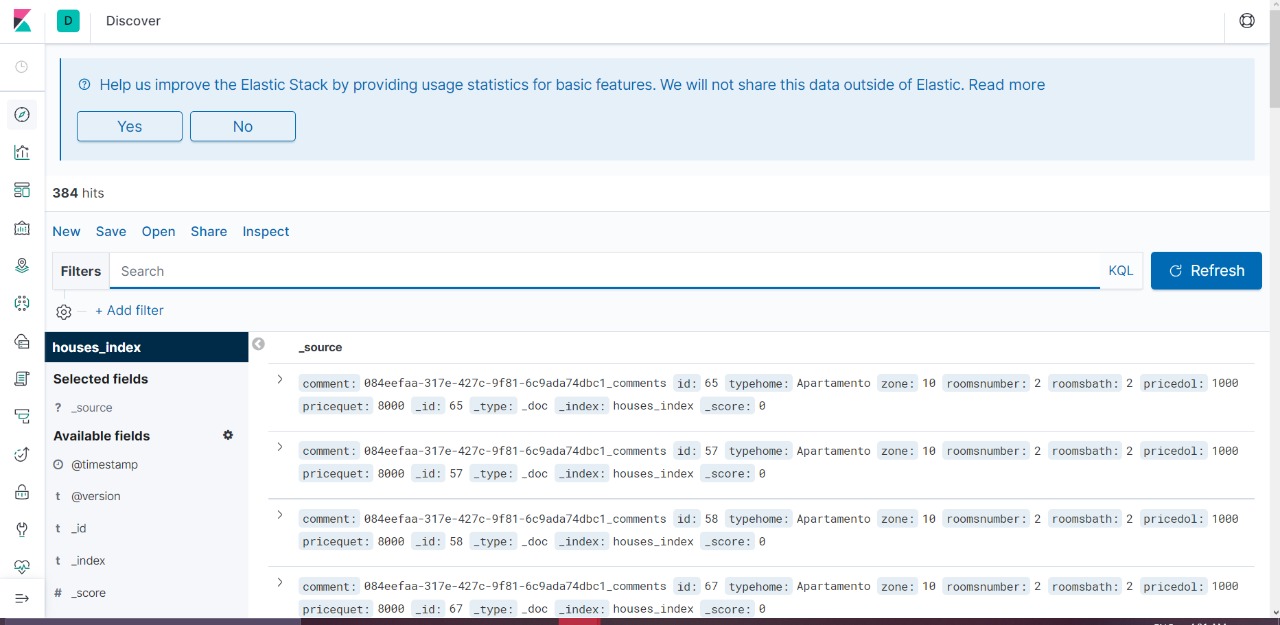 D Discover
Help us improve the Elastic Stack by providing usage statistics for basic features. We will not share this data outside of Elastic. Read more
Yes No
384 hits
New Save Open Share Inspect
Filters Search KQL Refresh
+ Add filter
houses_index
Selected fields
? _source
Available fields
@timestamp
t @version
t _id
t _index
# _score
_source
comment: 084eefaa-317e-427c-9f81-6c9ada74dbc1_comments id: 65 typehome: Apartamento zone: 10 roomsnumber: 2 roomsbath: 2 pricedol: 1000
pricequet: 8000 _id: 65 _type: _doc _index: houses_index _score: 0
comment: 084eefaa-317e-427c-9f81-6c9ada74dbc1_comments id: 57 typehome: Apartamento zone: 10 roomsnumber: 2 roomsbath: 2 pricedol: 1000
pricequet: 8000 _id: 57 _type: _doc _index: houses_index _score: 0
comment: 084eefaa-317e-427c-9f81-6c9ada74dbc1_comments id: 58 typehome: Apartamento zone: 10 roomsnumber: 2 roomsbath: 2 pricedol: 1000
pricequet: 8000 _id: 58 _type: _doc _index: houses_index _score: 0
comment: 084eefaa-317e-427c-9f81-6c9ada74dbc1_comments id: 67 typehome: Apartamento zone: 10 roomsnumber: 2 roomsbath: 2 pricedol: 1000
pricequet: 8000 _id: 67 _type: _doc _index: houses_index _score: 0